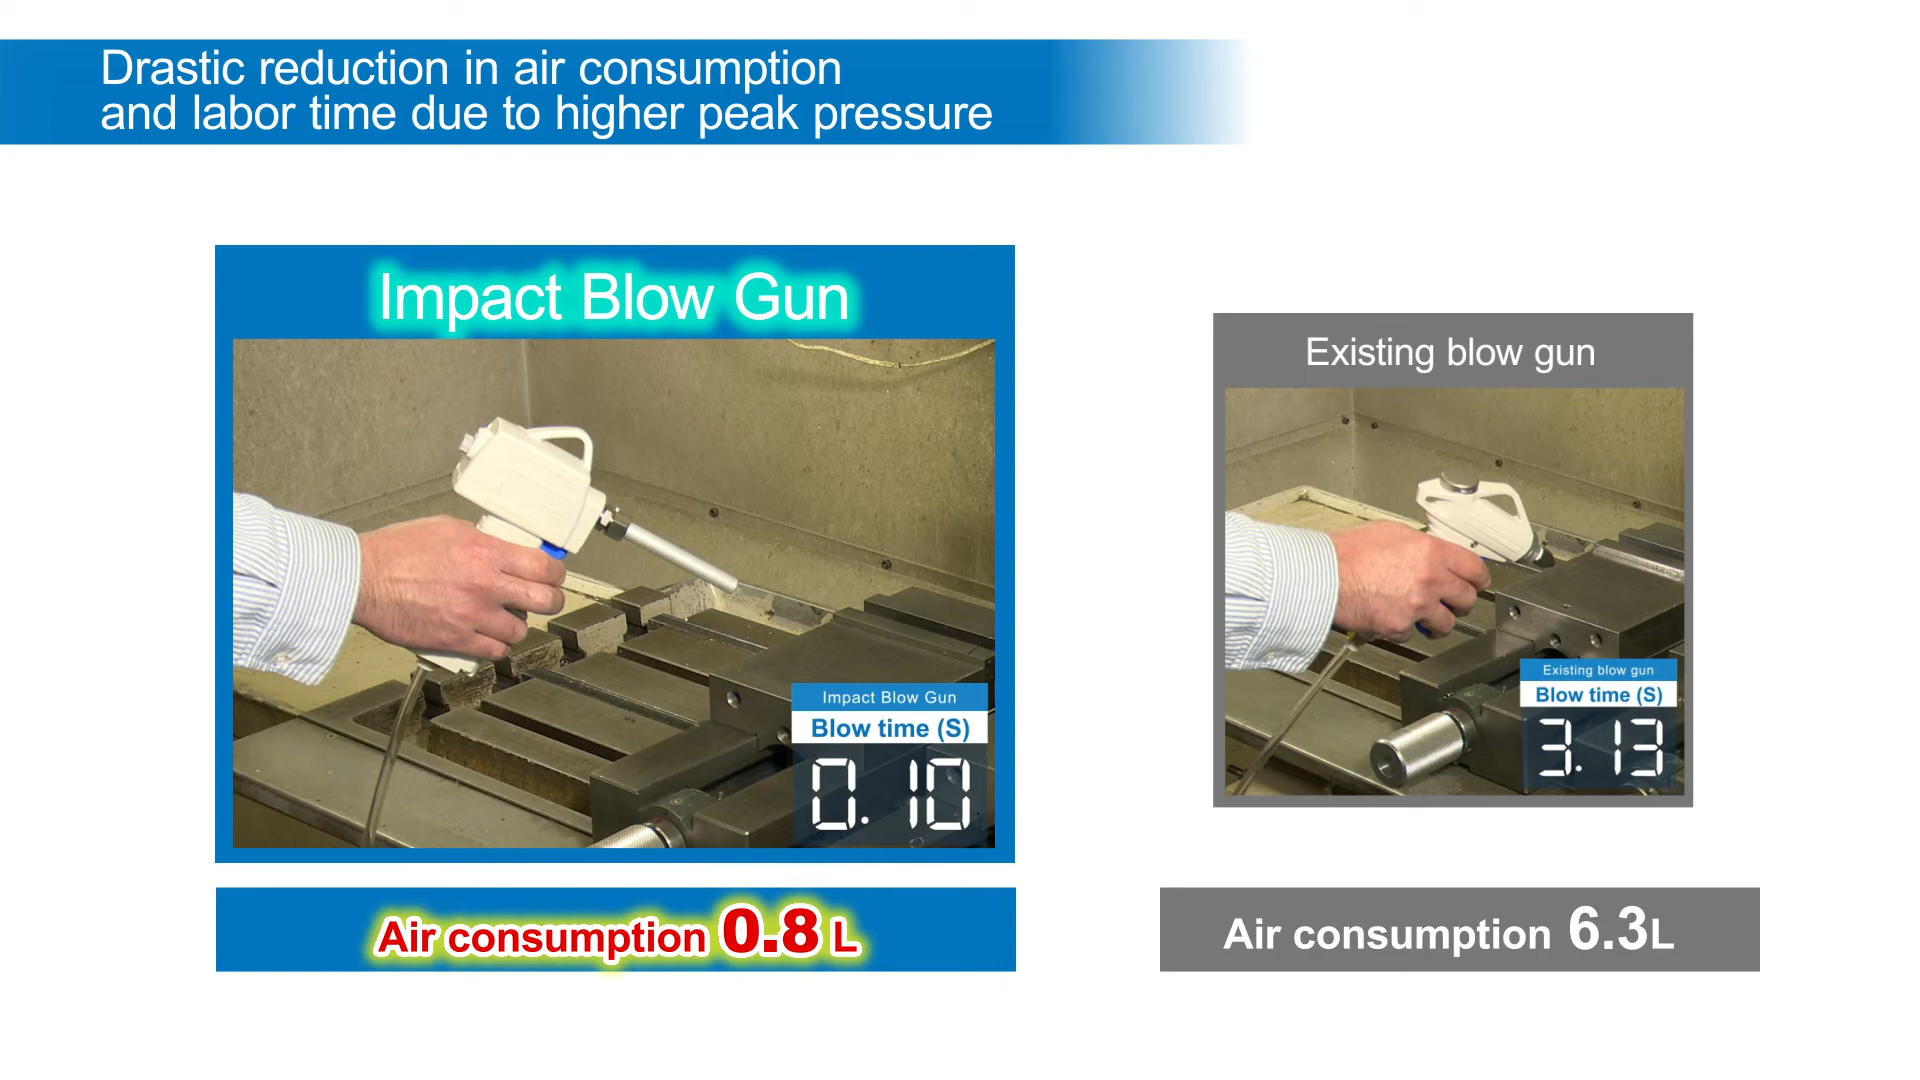 Drastic reduction in air consumption
and labor time due to higher peak pressure
Impact Blow Gun
Impact Blow Gun
Blow time (S)
0.10
Air consumption 0.8 L
Existing blow gun
Existing blow gun
Blow time (S)
3.13
Air consumption 6.3L